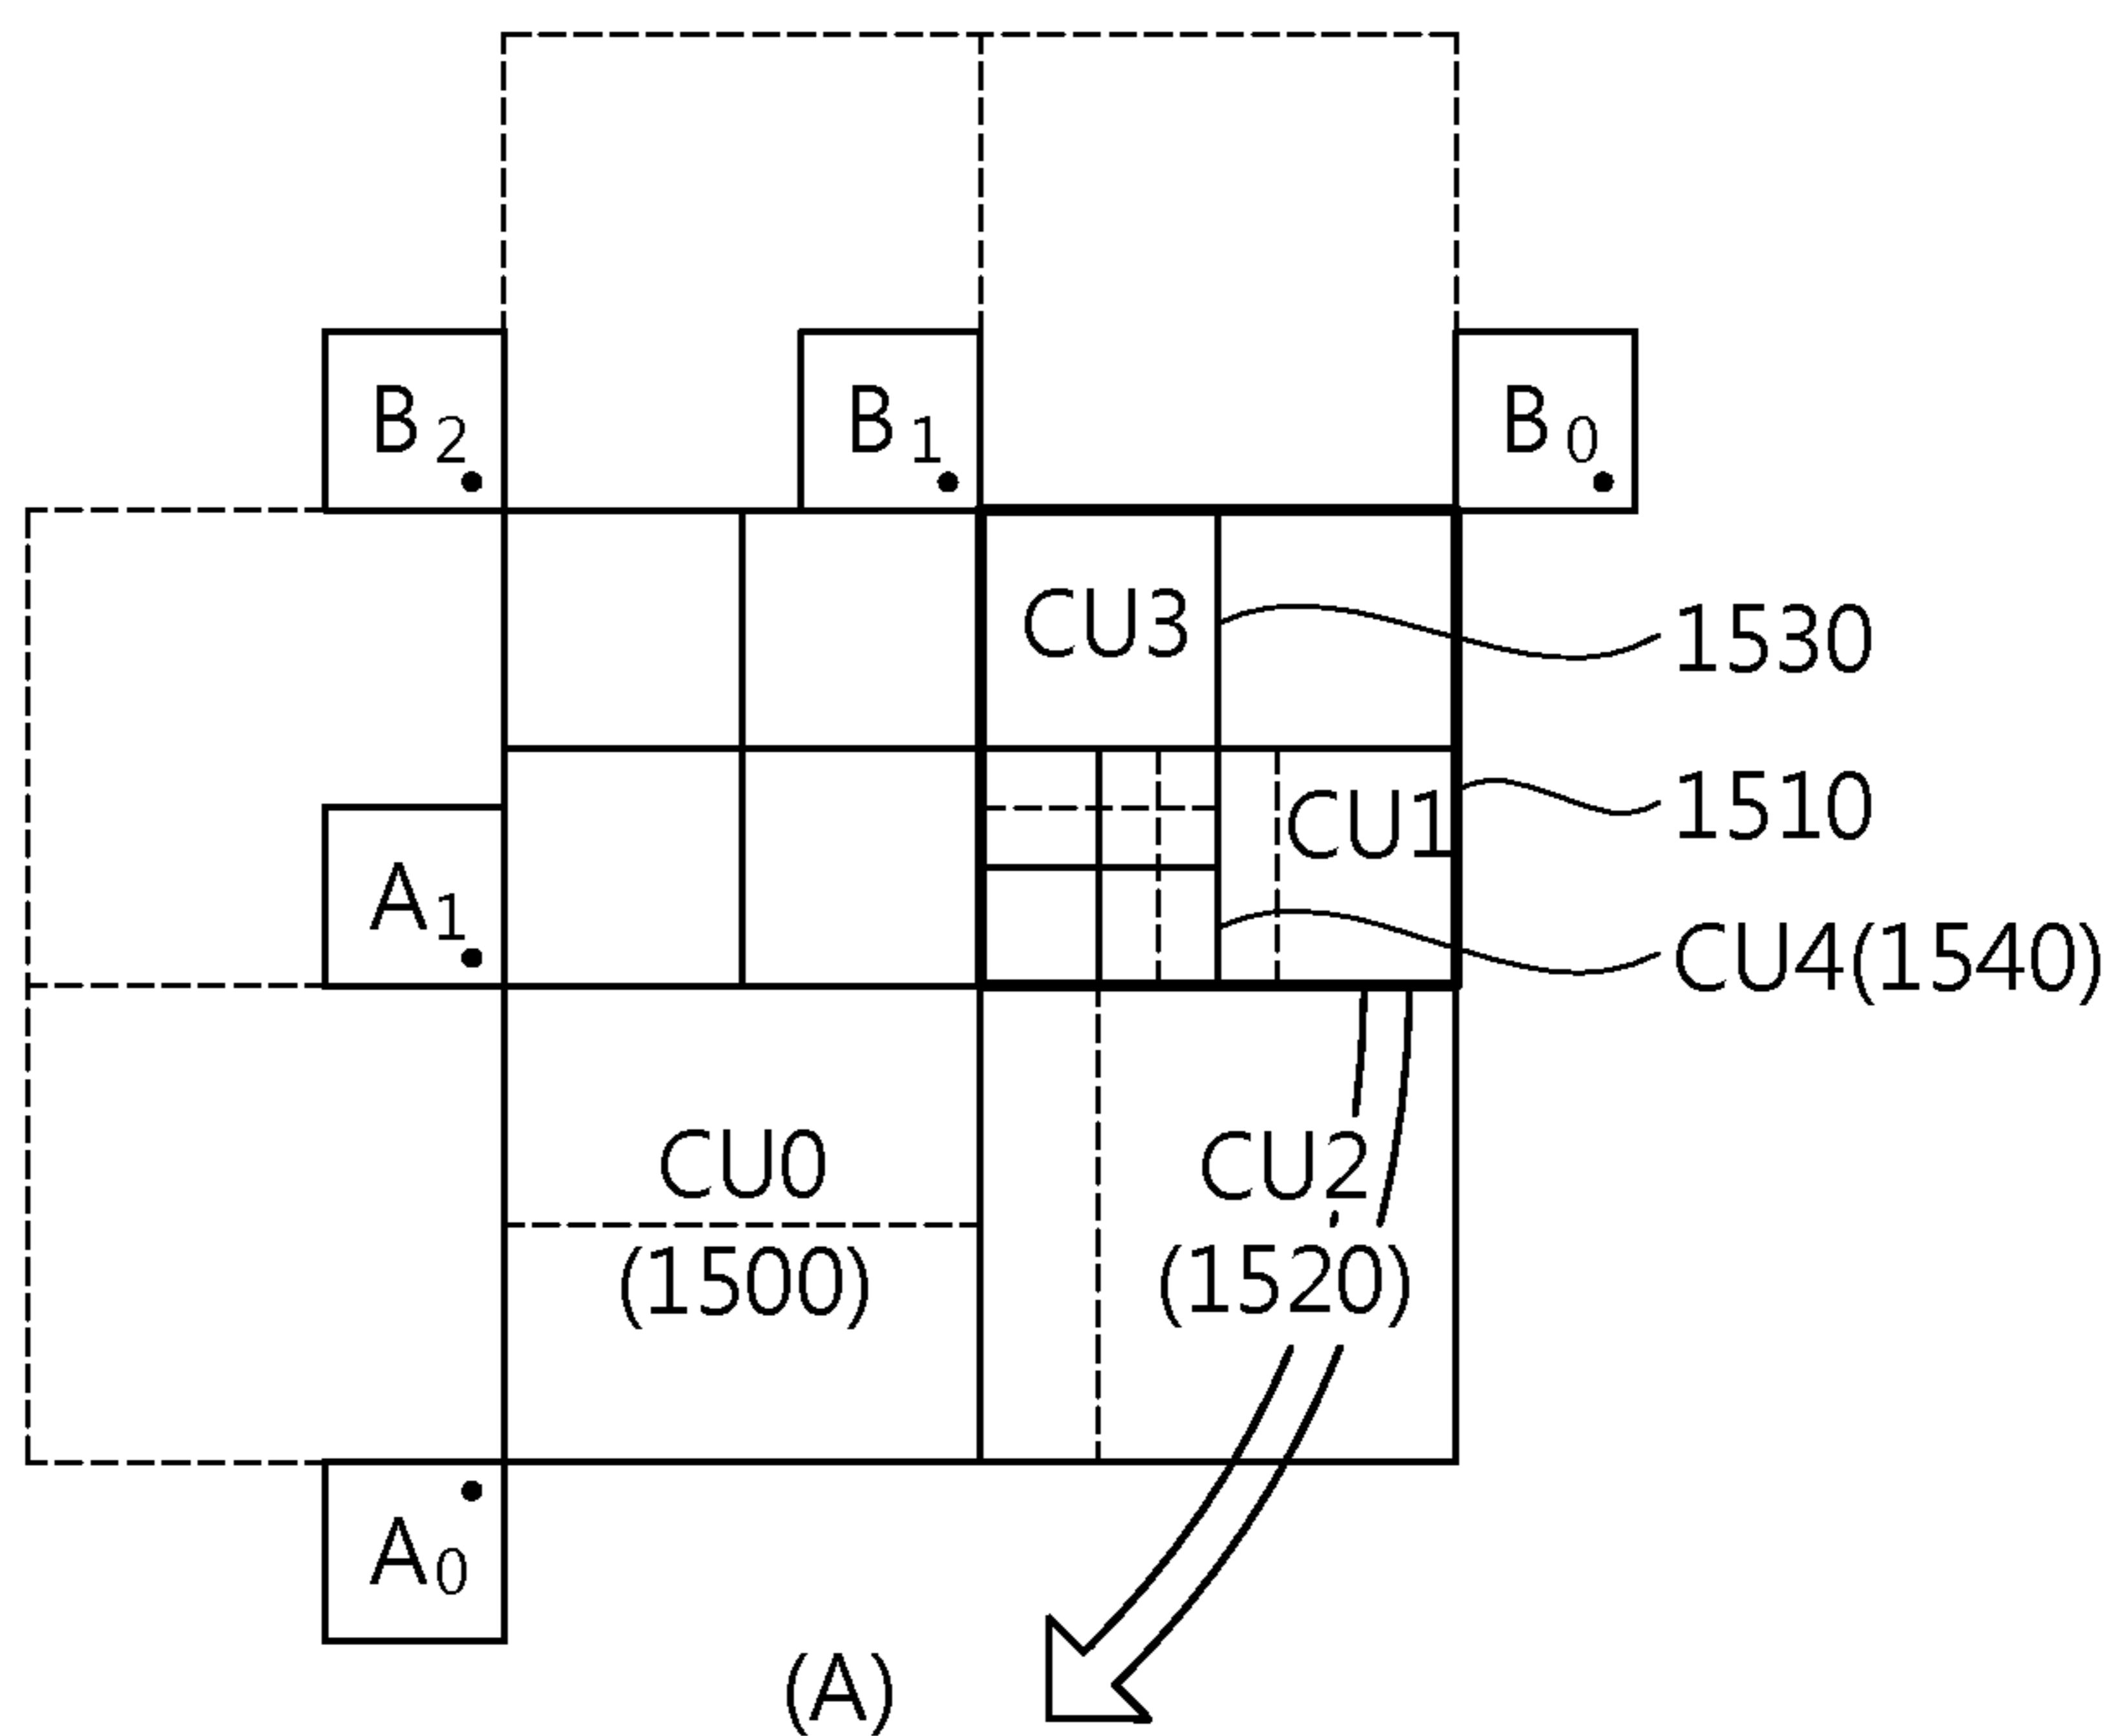 B2
B1
B0
CU3
1530
CU1
1510
A1
CU4(1540)
CU0
(1500)
CU2
(1520)
A0
(A)